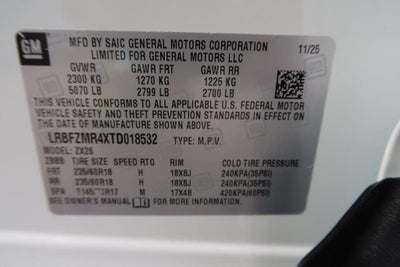 GM MFD BY SAIC GENERAL MOTORS CORPORATION 11/25
LIMITED FOR GENERAL MOTORS LLC
GVWR GAWR FRT GAWR RR
2300 KG 1270 KG 1225 KG
5070 LB 2799 LB 2700 LB
THIS VEHICLE CONFORMS TO ALL APPLICABLE U.S. FEDERAL MOTOR
VEHICLE SAFETY AND THEFT PREVENTION STANDARDS IN EFFECT
ON THE DATE OF MANUFACTURE SHOWN ABOVE.
LRBFZMR4XTD018532 TYPE: M.P.V.
MODEL: ZX26
TIRE SIZE SPEED RTG RIM COLD TIRE PRESSURE
FRT 235/60R18 H 18X8J 240KPA(35PSI)
RR 235/60R18 H 18X8J 240KPA(35PSI)
SPA M 17X4B 420KPA(60PSI)
SEE OWNER'S MANUAL FOR MORE INFORMATION.